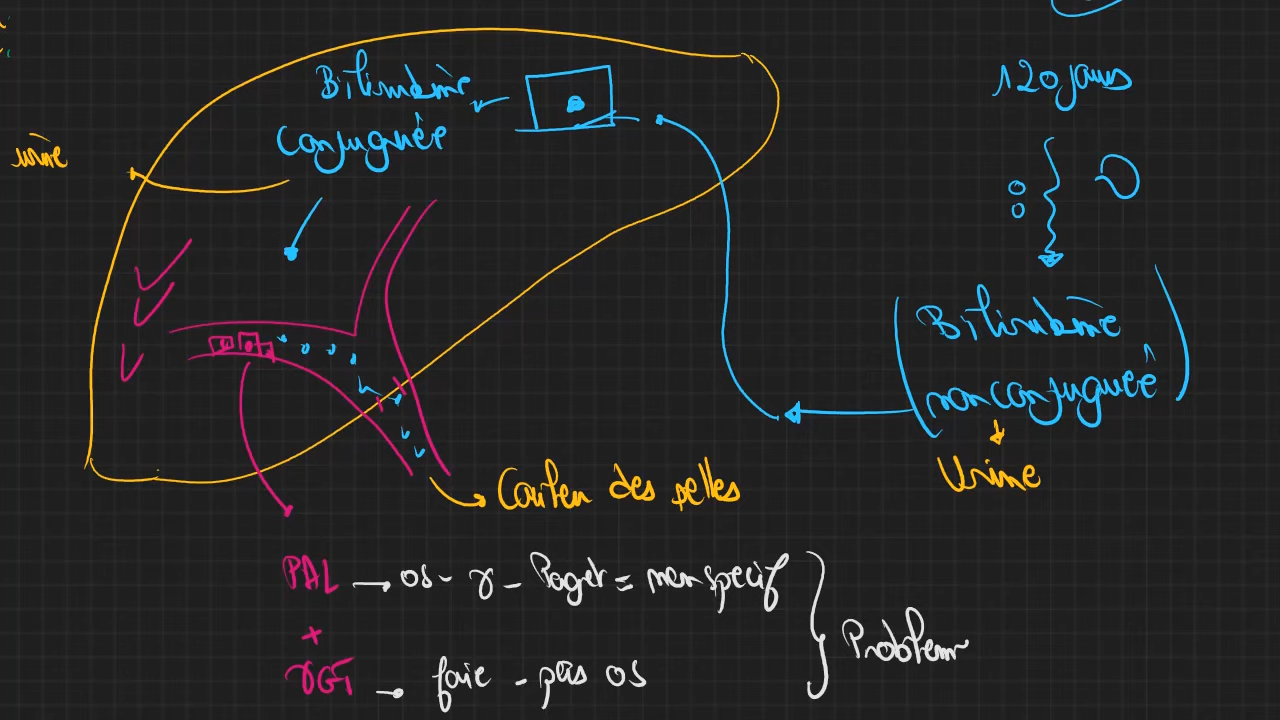 120 jours
Bilirubine
conjuguée
urine
Bilirubine
non conjuguée
Urine
Couleur des selles
PAL → os - γ - Paget = non spécif
+
γGT → foie - pas os
Problem